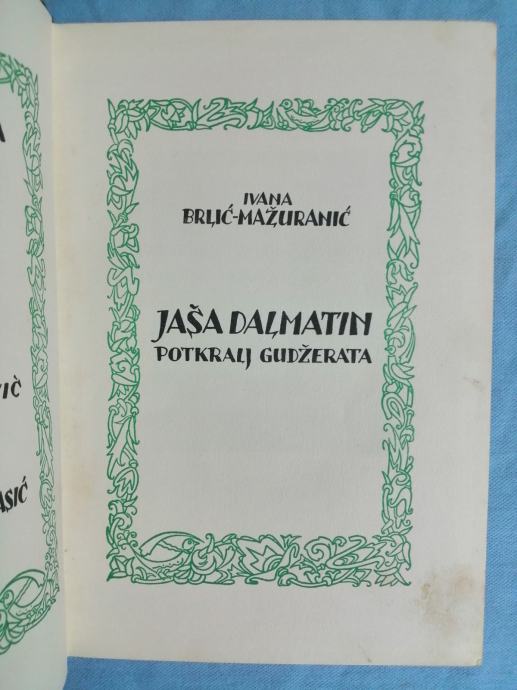 IVANA
BRLIĆ-MAŽURANIĆ
JAŠA DALMATIN
POTKRALJ GUDŽERATA